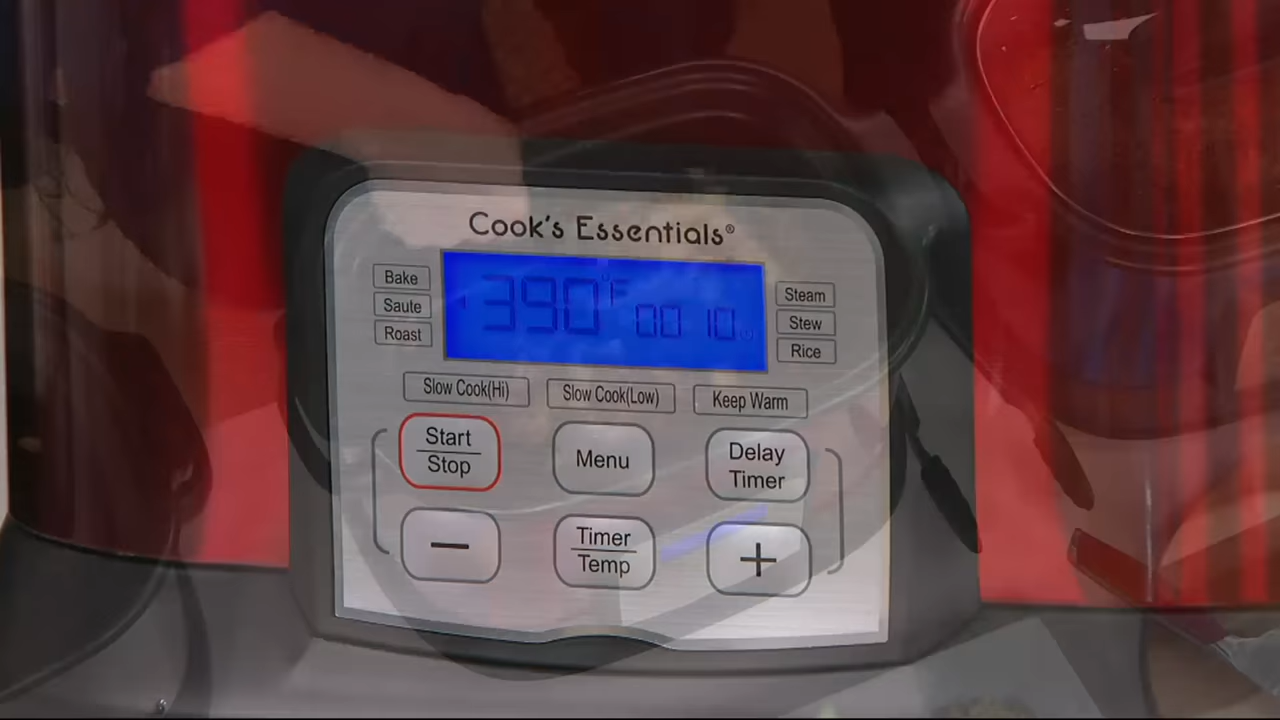 Cook's Essentials®
Bake
Saute
Roast
390°F 00 10
Steam
Stew
Rice
Slow Cook(Hi)
Slow Cook(Low)
Keep Warm
Start
Stop
Menu
Delay
Timer
−
Timer
Temp
+